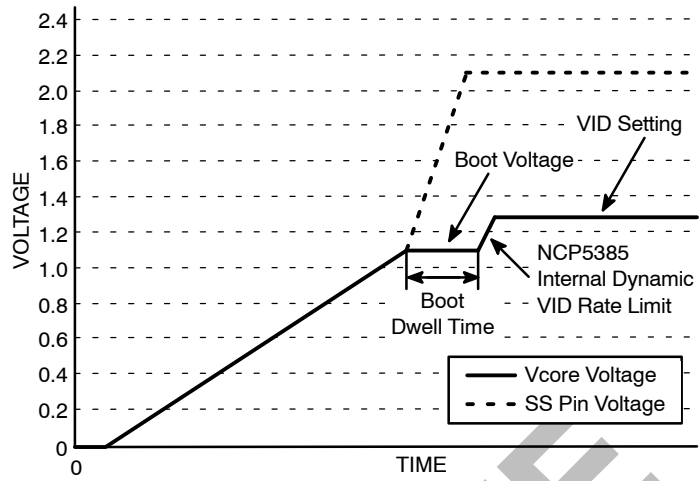 2.4
2.2
2.0
1.8
1.6
1.4
1.2
1.0
0.8
0.6
0.4
0.2
0
VOLTAGE
0
TIME
VID Setting
Boot Voltage
NCP5385
Internal Dynamic
VID Rate Limit
Boot
Dwell Time
Vcore Voltage
SS Pin Voltage